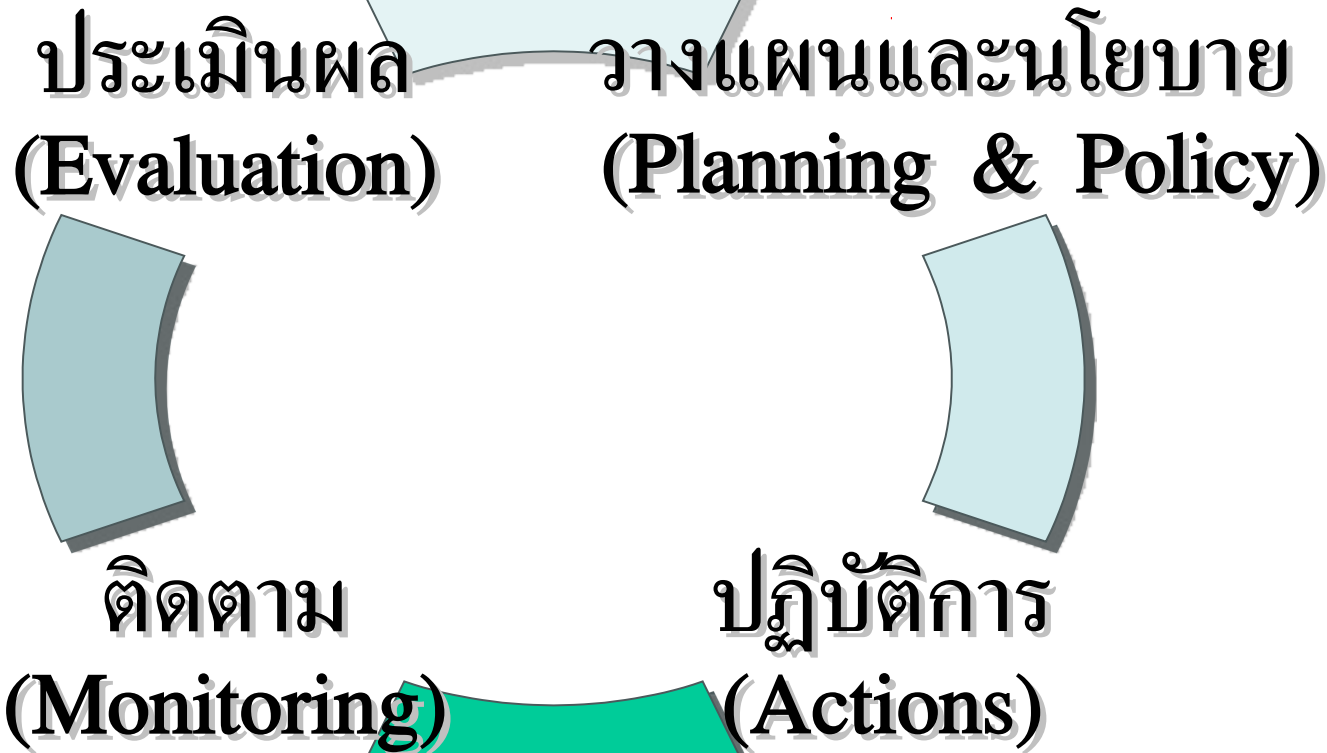 ประเมินผล
(Evaluation)
วางแผนและนโยบาย
(Planning & Policy)
ติดตาม
(Monitoring)
ปฏิบัติการ
(Actions)